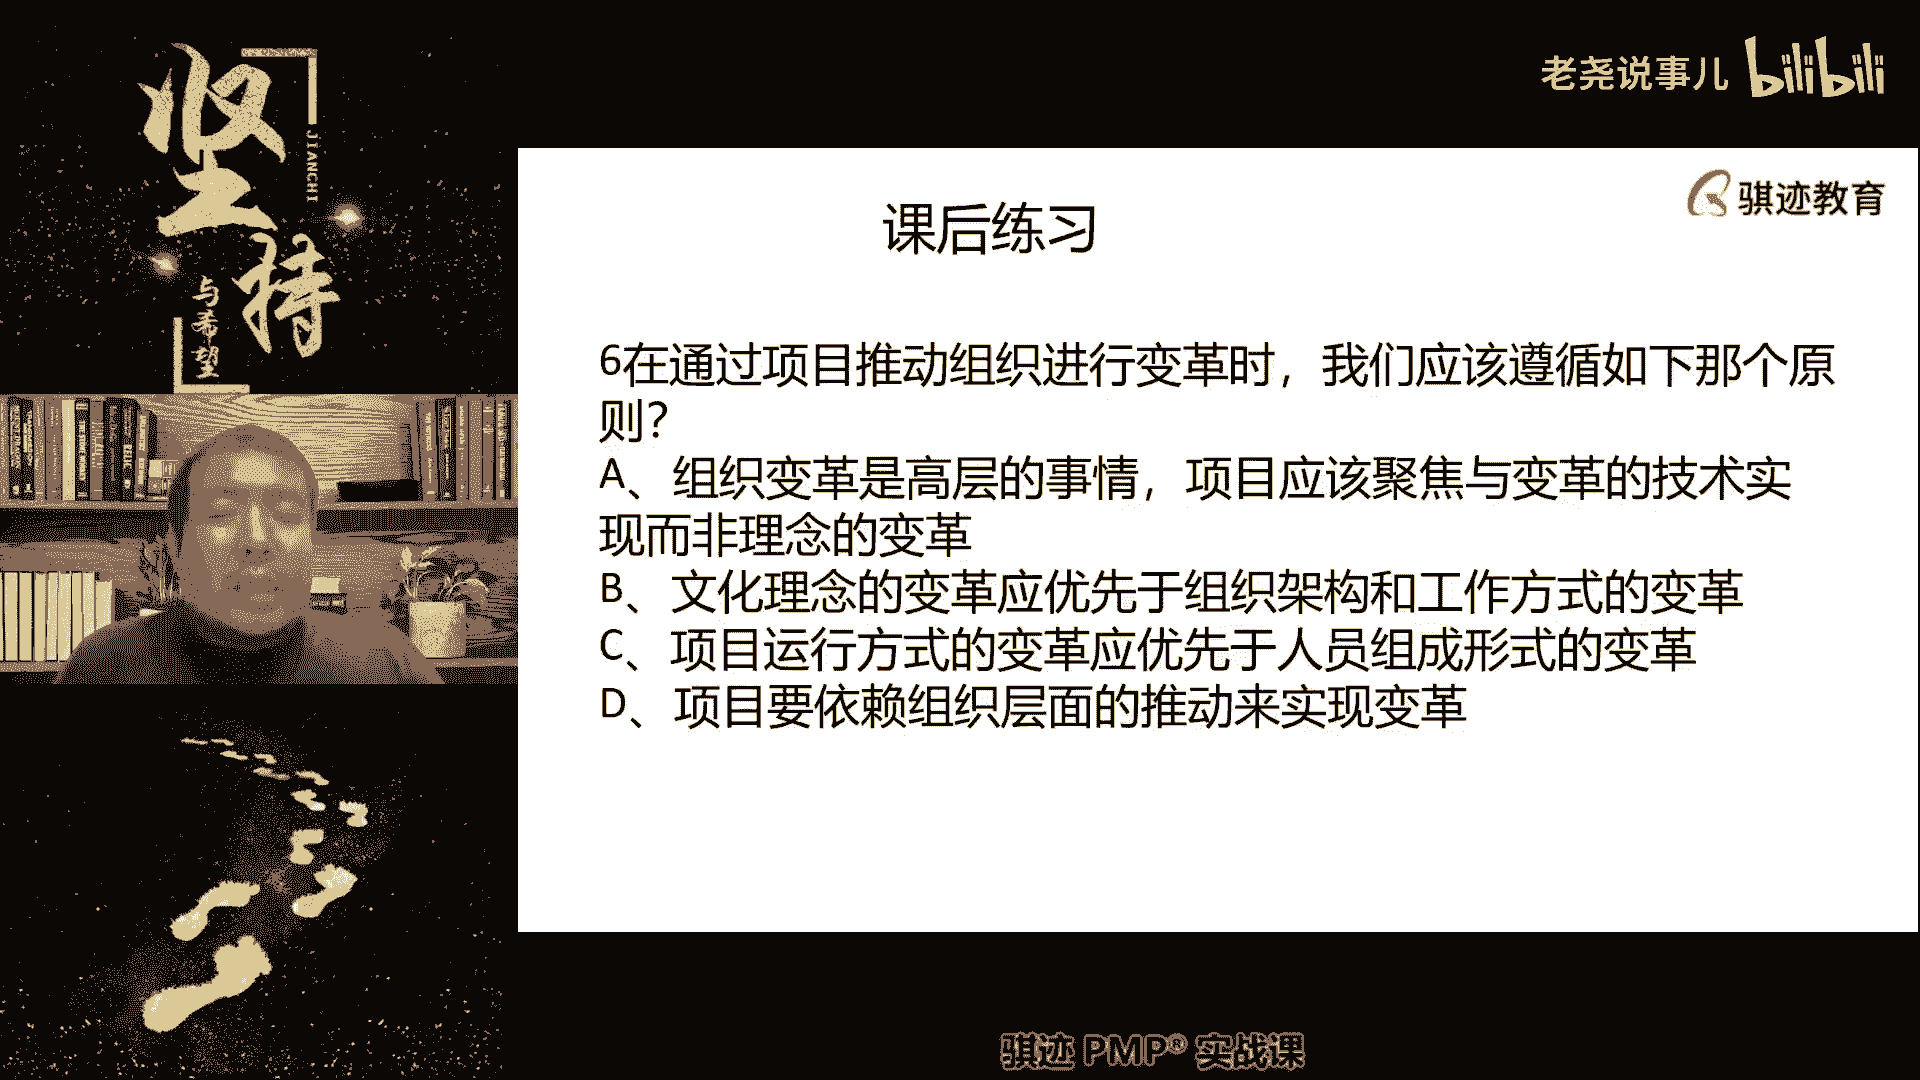 坚持
JIANCHI
与希望
老尧说事儿 bilibili
骐迹教育
课后练习
6在通过项目推动组织进行变革时，我们应该遵循如下那个原
则？
A、组织变革是高层的事情，项目应该聚焦与变革的技术实
现而非理念的变革
B、文化理念的变革应优先于组织架构和工作方式的变革
C、项目运行方式的变革应优先于人员组成形式的变革
D、项目要依赖组织层面的推动来实现变革
骐迹 PMP® 实战课